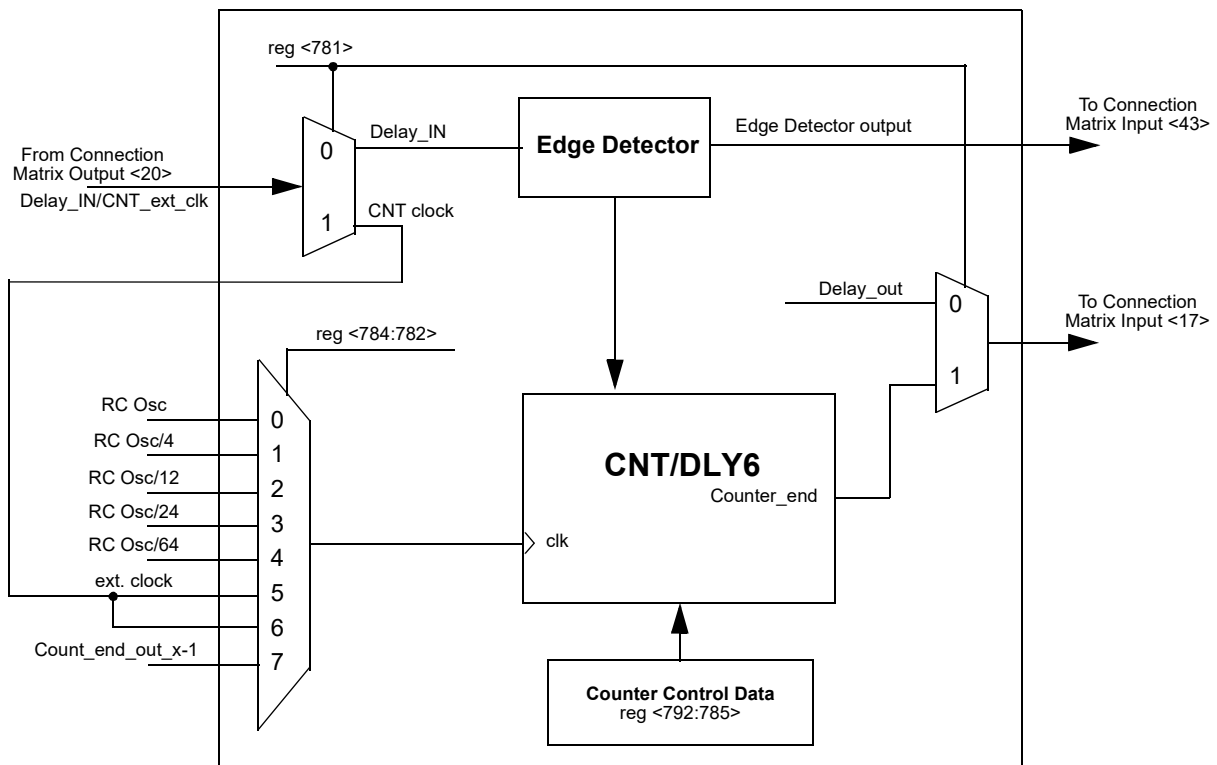 reg <781>
From Connection
Matrix Output <20>
Delay_IN/CNT_ext_clk
0
1
Delay_IN
CNT clock
Edge Detector
Edge Detector output
To Connection
Matrix Input <43>
Delay_out
0
1
To Connection
Matrix Input <17>
reg <784:782>
RC Osc
RC Osc/4
RC Osc/12
RC Osc/24
RC Osc/64
ext. clock
Count_end_out_x-1
0
1
2
3
4
5
6
7
CNT/DLY6
Counter_end
clk
Counter Control Data
reg <792:785>